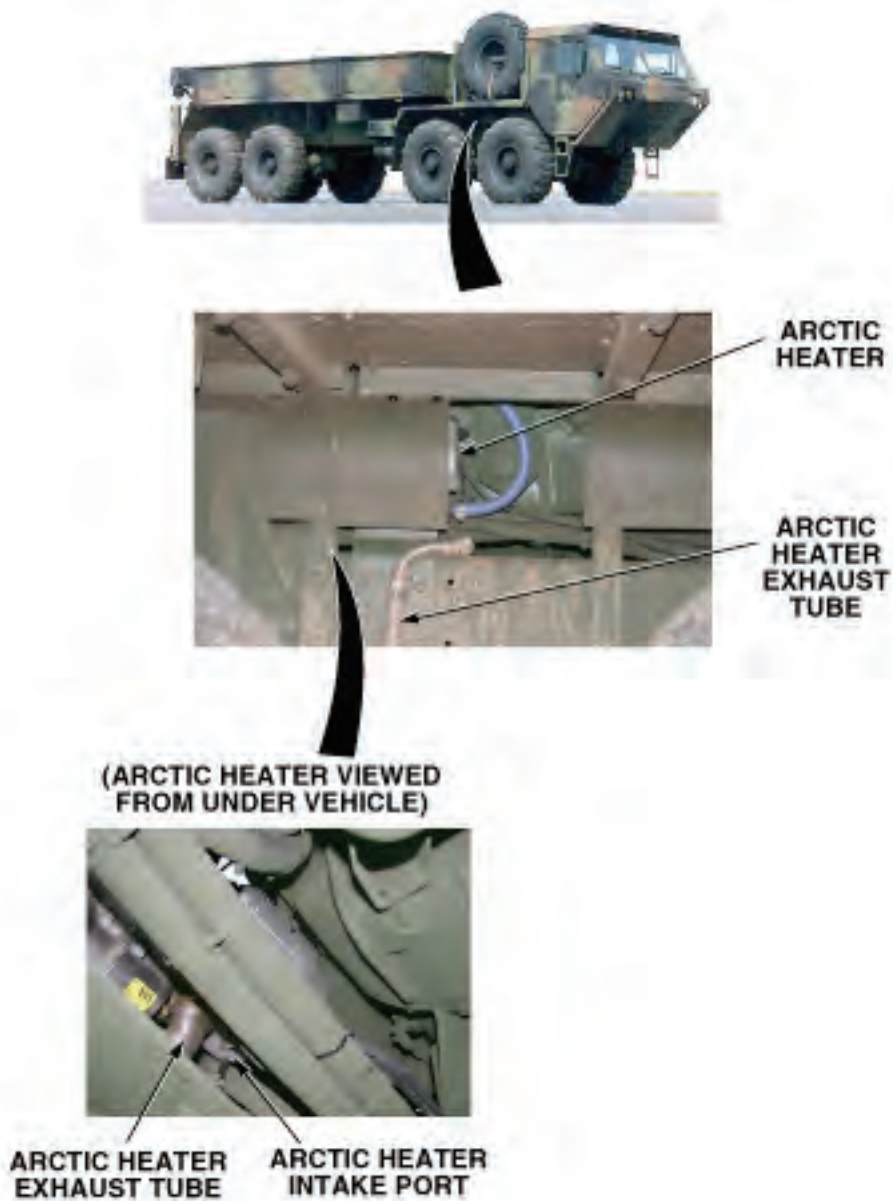 ARCTIC
HEATER
ARCTIC
HEATER
EXHAUST
TUBE
(ARCTIC HEATER VIEWED
FROM UNDER VEHICLE)
ARCTIC HEATER
EXHAUST TUBE
ARCTIC HEATER
INTAKE PORT